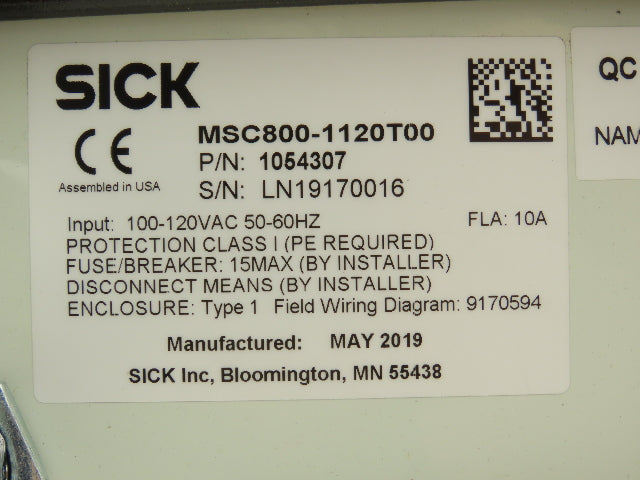 SICK
CE
Assembled in USA
MSC800-1120T00
P/N: 1054307
S/N: LN19170016
Input: 100-120VAC 50-60HZ FLA: 10A
PROTECTION CLASS I (PE REQUIRED)
FUSE/BREAKER: 15MAX (BY INSTALLER)
DISCONNECT MEANS (BY INSTALLER)
ENCLOSURE: Type 1 Field Wiring Diagram: 9170594
Manufactured: MAY 2019
SICK Inc, Bloomington, MN 55438
QC
NAM